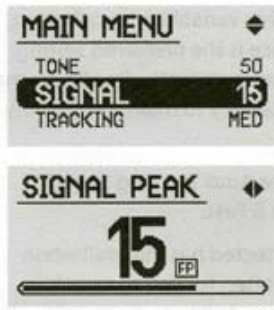 MAIN MENU
TONE 50
SIGNAL 15
TRACKING MED
SIGNAL PEAK
15 FP